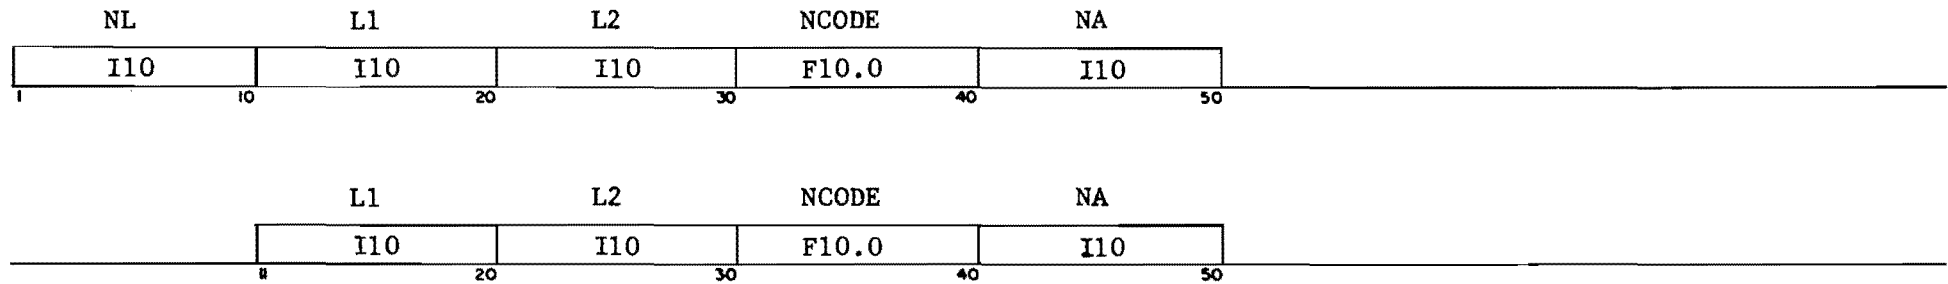 NL L1 L2 NCODE NA
I10 I10 I10 F10.0 I10
1 10 20 30 40 50
L1 L2 NCODE NA
I10 I10 F10.0 I10
11 20 30 40 50